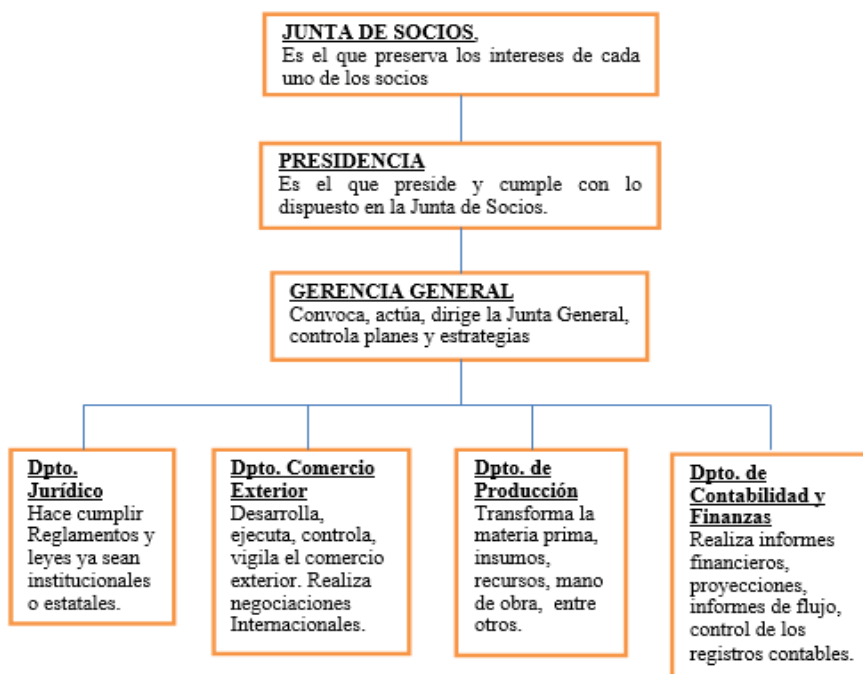 JUNTA DE SOCIOS,
Es el que preserva los intereses de cada
uno de los socios
PRESIDENCIA
Es el que preside y cumple con lo
dispuesto en la Junta de Socios.
GERENCIA GENERAL
Convoca, actúa, dirige la Junta General,
controla planes y estrategias
Dpto.
Jurídico
Hace cumplir
Reglamentos y
leyes ya sean
institucionales
o estatales.
Dpto. Comercio
Exterior
Desarrolla,
ejecuta, controla,
vigila el comercio
exterior. Realiza
negociaciones
Internacionales.
Dpto. de
Producción
Transforma la
materia prima,
insumos,
recursos, mano
de obra, entre
otros.
Dpto. de
Contabilidad y
Finanzas
Realiza informes
financieros,
proyecciones,
informes de flujo,
control de los
registros contables.